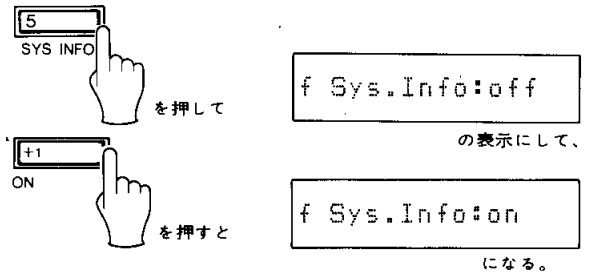 5
SYS INFO
を押して
f Sys.Info:off
の表示にして、
+1
ON
を押すと
f Sys.Info:on
になる。